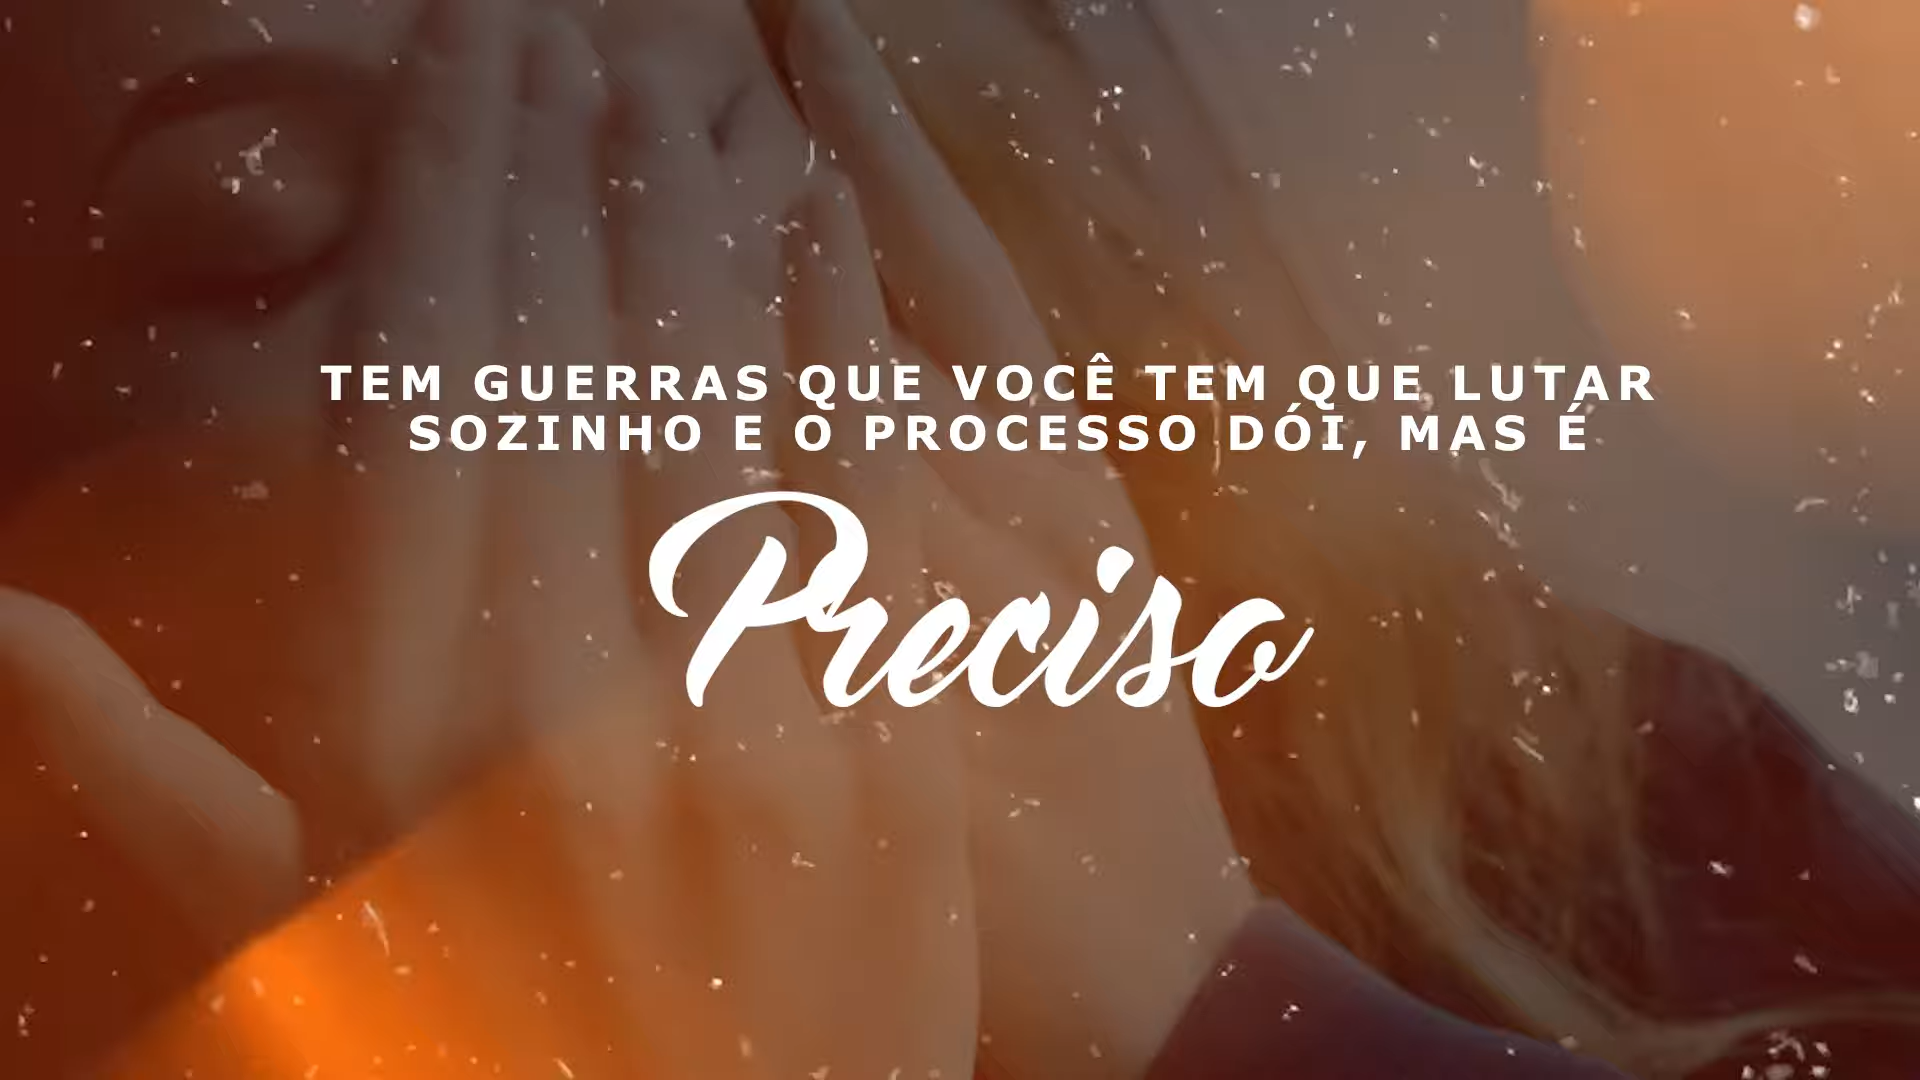 TEM GUERRAS QUE VOCÊ TEM QUE LUTAR
SOZINHO E O PROCESSO DÓI, MAS É
Preciso